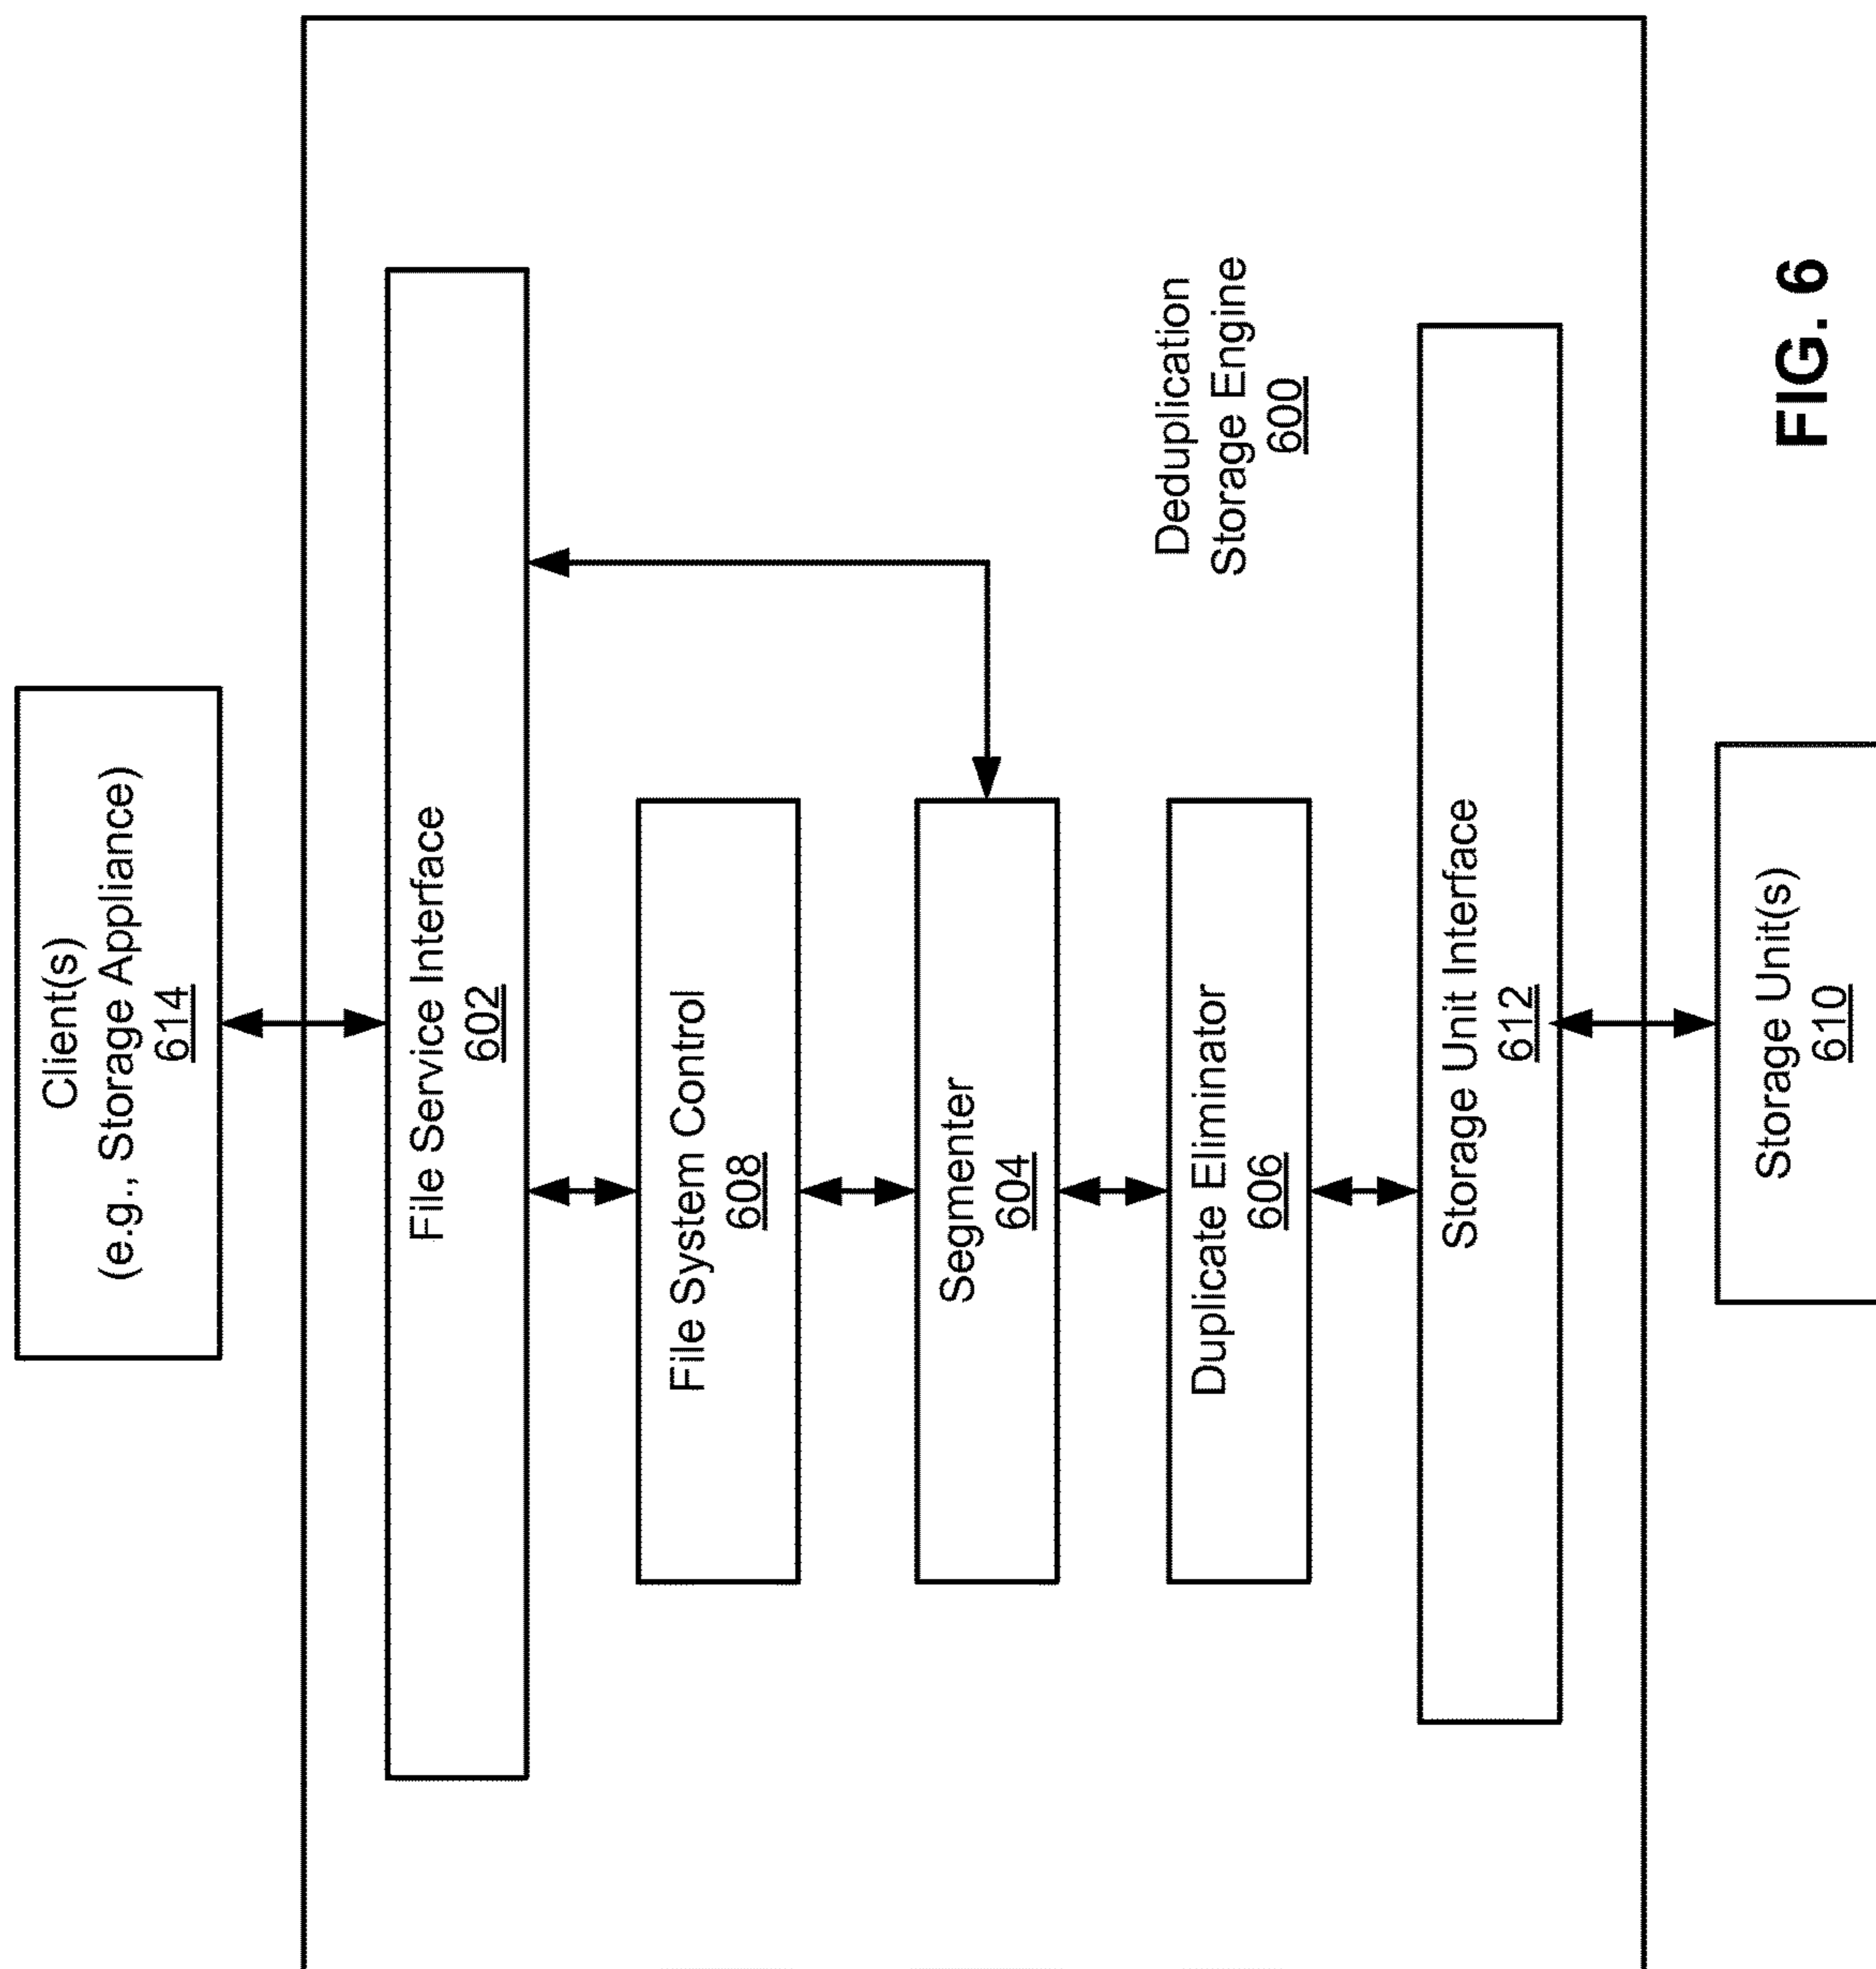 Client(s)
(e.g., Storage Appliance)
614
File Service Interface
602
File System Control
608
Segmenter
604
Duplicate Eliminator
606
Deduplication
Storage Engine
600
Storage Unit Interface
612
Storage Unit(s)
610
FIG. 6